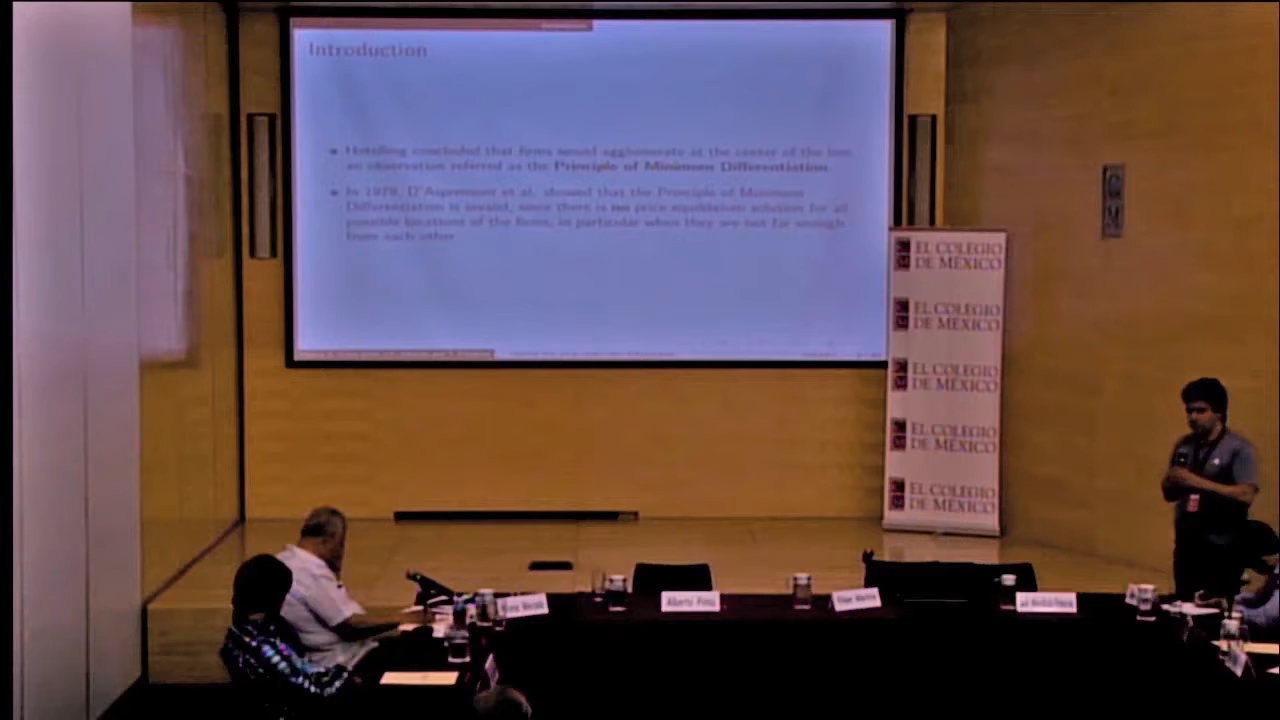 Introduction
Hotelling concluded that firms would agglomerate at the center of the line,
an observation referred to as the Principle of Minimum Differentiation
In 1979, D'Aspremont et al. showed that the Principle of Minimum
Differentiation is invalid, since there is no price equilibrium solution for all
possible locations of the firms, in particular when they are not far enough
from each other
EL COLEGIO
DE MÉXICO
EL COLEGIO
DE MÉXICO
EL COLEGIO
DE MÉXICO
EL COLEGIO
DE MÉXICO
EL COLEGIO
DE MÉXICO
Alberto